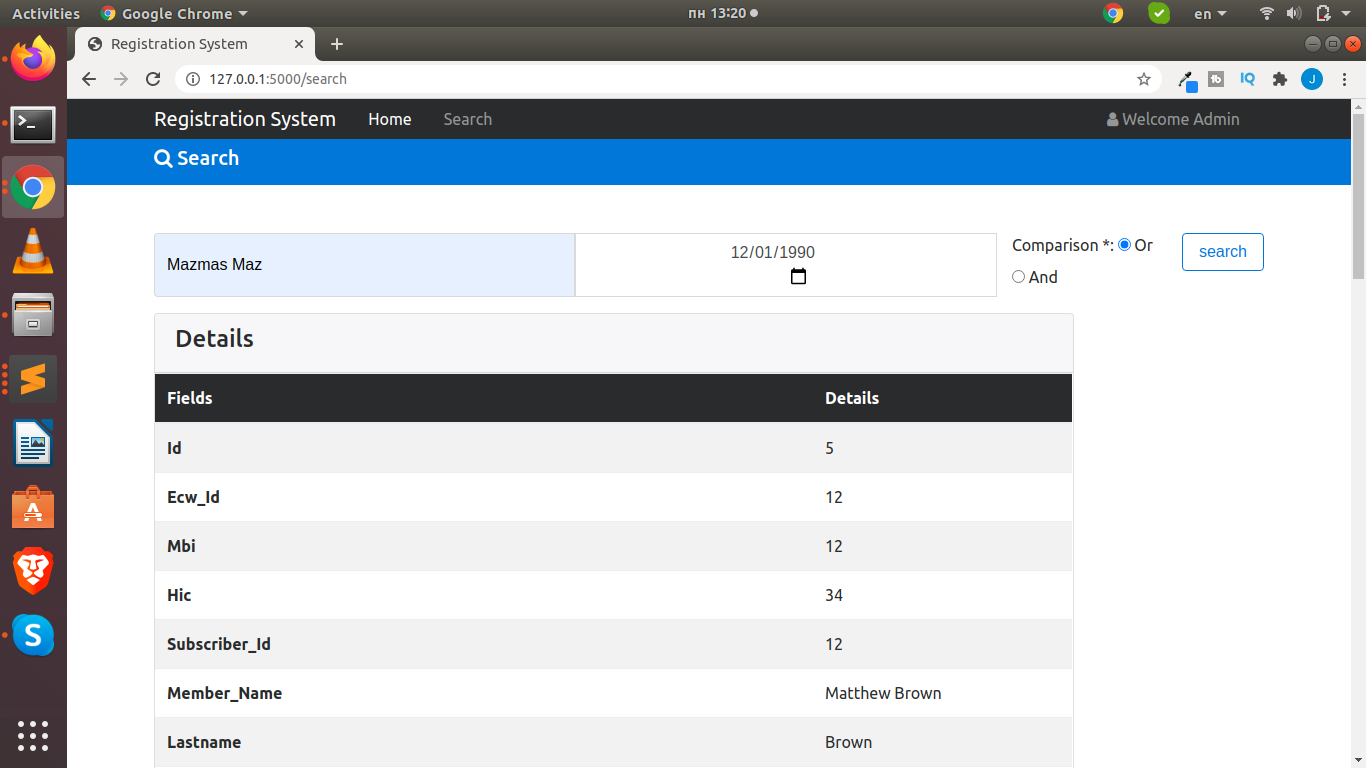 Activities Google Chrome пн 13:20 en
Registration System
127.0.0.1:5000/search
Registration System Home Search Welcome Admin
Search
Mazmas Maz 12/01/1990 Comparison *: Or search
And
Details
Fields Details
Id 5
Ecw_Id 12
Mbi 12
Hic 34
Subscriber_Id 12
Member_Name Matthew Brown
Lastname Brown